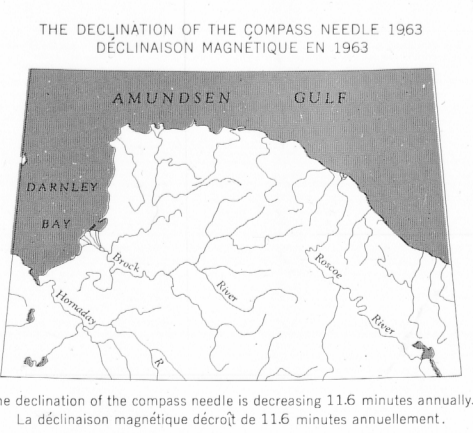 THE DECLINATION OF THE COMPASS NEEDLE 1963
DÉCLINAISON MAGNÉTIQUE EN 1963
AMUNDSEN GULF
DARNLEY
BAY
Brock
River
Roscoe
River
Hornaday
R
he declination of the compass needle is decreasing 11.6 minutes annually.
La déclinaison magnétique décroît de 11.6 minutes annuellement.